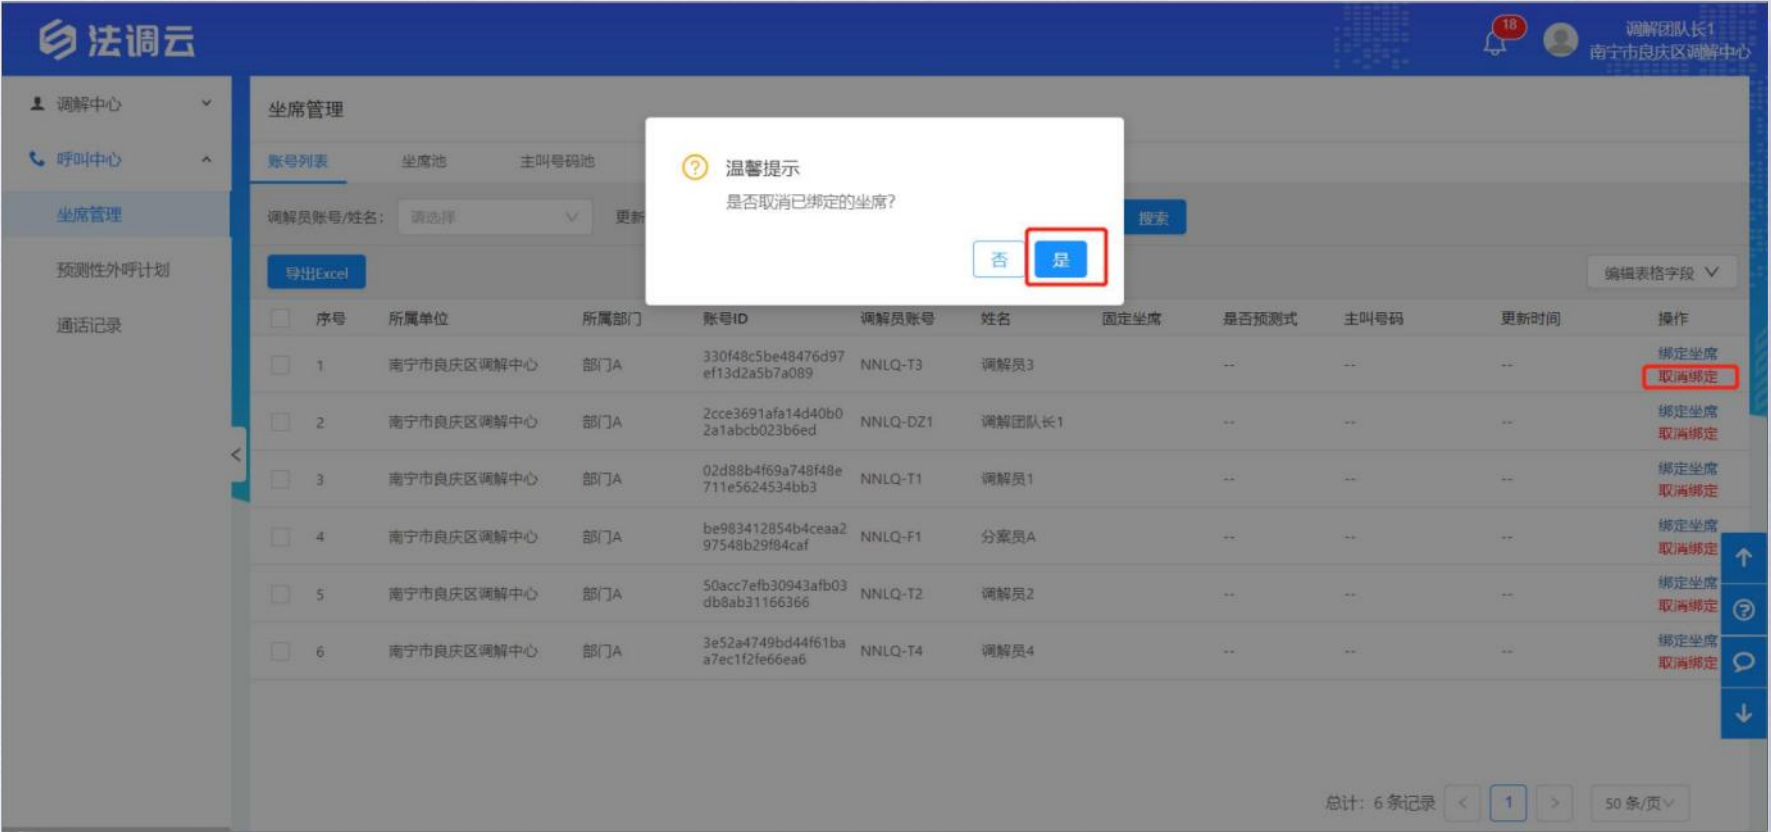 法调云
18
调解团队长1
南宁市良庆区调解中心
调解中心
呼叫中心
坐席管理
预测性外呼计划
通话记录
坐席管理
账号列表
坐席池
主叫号码池
调解员账号/姓名：
请选择
更新
搜索
导出Excel
编辑表格字段
温馨提示
是否取消已绑定的坐席?
否
是
序号 所属单位 所属部门 账号ID 调解员账号 姓名 固定坐席 是否预测式 主叫号码 更新时间 操作
1 南宁市良庆区调解中心 部门A 330f48c5be48476d97 NNLQ-T3 调解员3 -- -- -- 绑定坐席
ef13d2a5b7a089 取消绑定
2 南宁市良庆区调解中心 部门A 2cce3691afa14d40b0 NNLQ-DZ1 调解团队长1 -- -- -- 绑定坐席
2a1abcb023b6ed 取消绑定
3 南宁市良庆区调解中心 部门A 02d88b4f69a748f48e NNLQ-T1 调解员1 -- -- -- 绑定坐席
711e5624534bb3 取消绑定
4 南宁市良庆区调解中心 部门A be983412854b4ceaa2 NNLQ-F1 分案员A -- -- -- 绑定坐席
97548b29f84caf 取消绑定
5 南宁市良庆区调解中心 部门A 50acc7efb30943afb03 NNLQ-T2 调解员2 -- -- -- 绑定坐席
db8ab31166366 取消绑定
6 南宁市良庆区调解中心 部门A 3e52a4749bd44f61ba NNLQ-T4 调解员4 -- -- -- 绑定坐席
a7ec1f2fe66ea6 取消绑定
总计：6 条记录 < 1 > 50 条/页